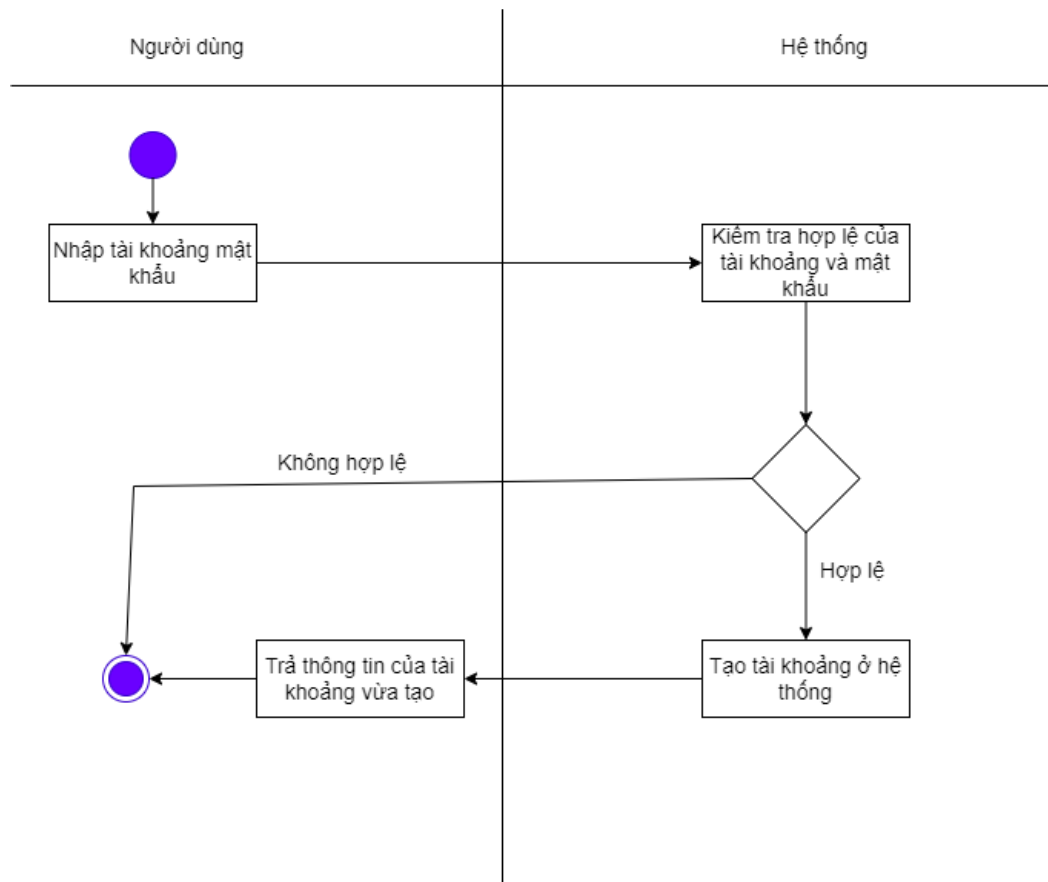 Người dùng
Hệ thống
Nhập tài khoảng mật
khẩu
Kiểm tra hợp lệ của
tài khoảng và mật
khẩu
Không hợp lệ
Hợp lệ
Trả thông tin của tài
khoảng vừa tạo
Tạo tài khoảng ở hệ
thống